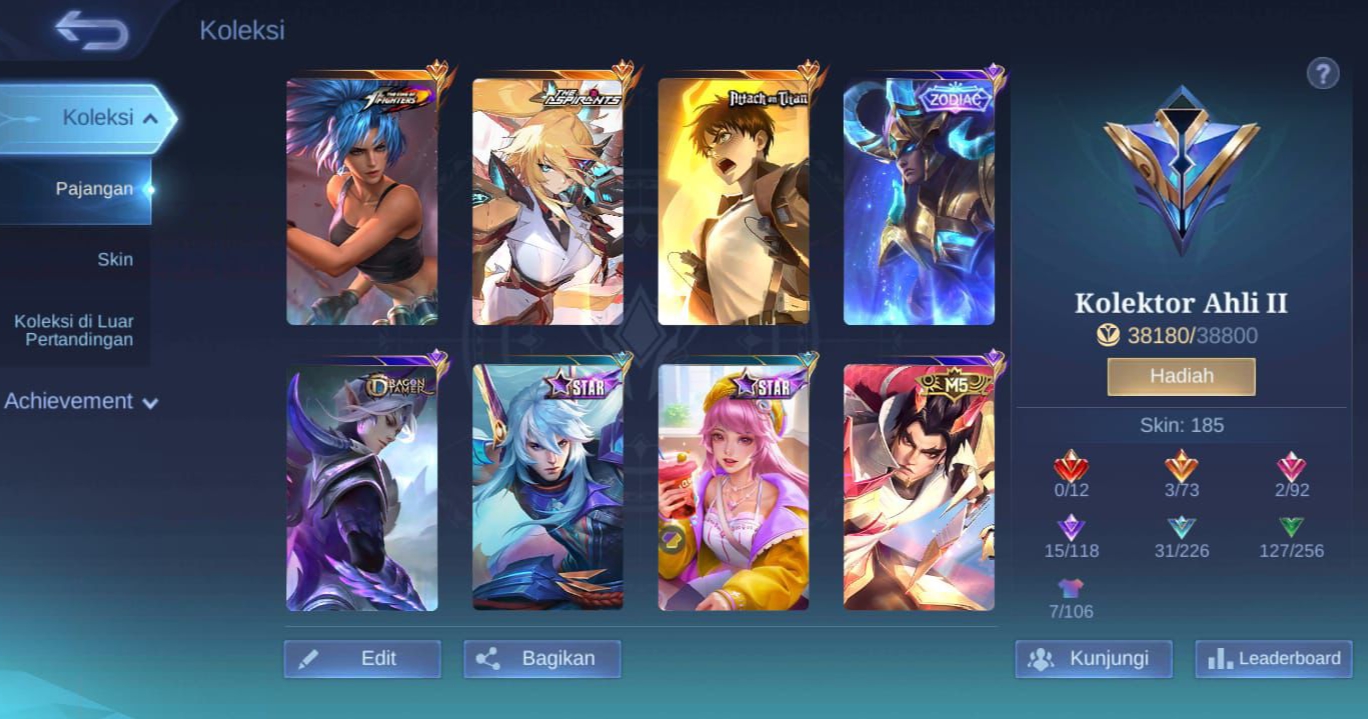 Koleksi
Koleksi
Pajangan
Skin
Koleksi di Luar
Pertandingan
Achievement
THE KING OF
FIGHTERS
THE
ASPIRANTS
Attack on Titan
ZODIAC
DRAGON
TAMER
STAR
STAR
M5
Edit
Bagikan
?
Kolektor Ahli II
38180/38800
Hadiah
Skin: 185
0/12
3/73
2/92
15/118
31/226
127/256
7/106
Kunjungi
Leaderboard